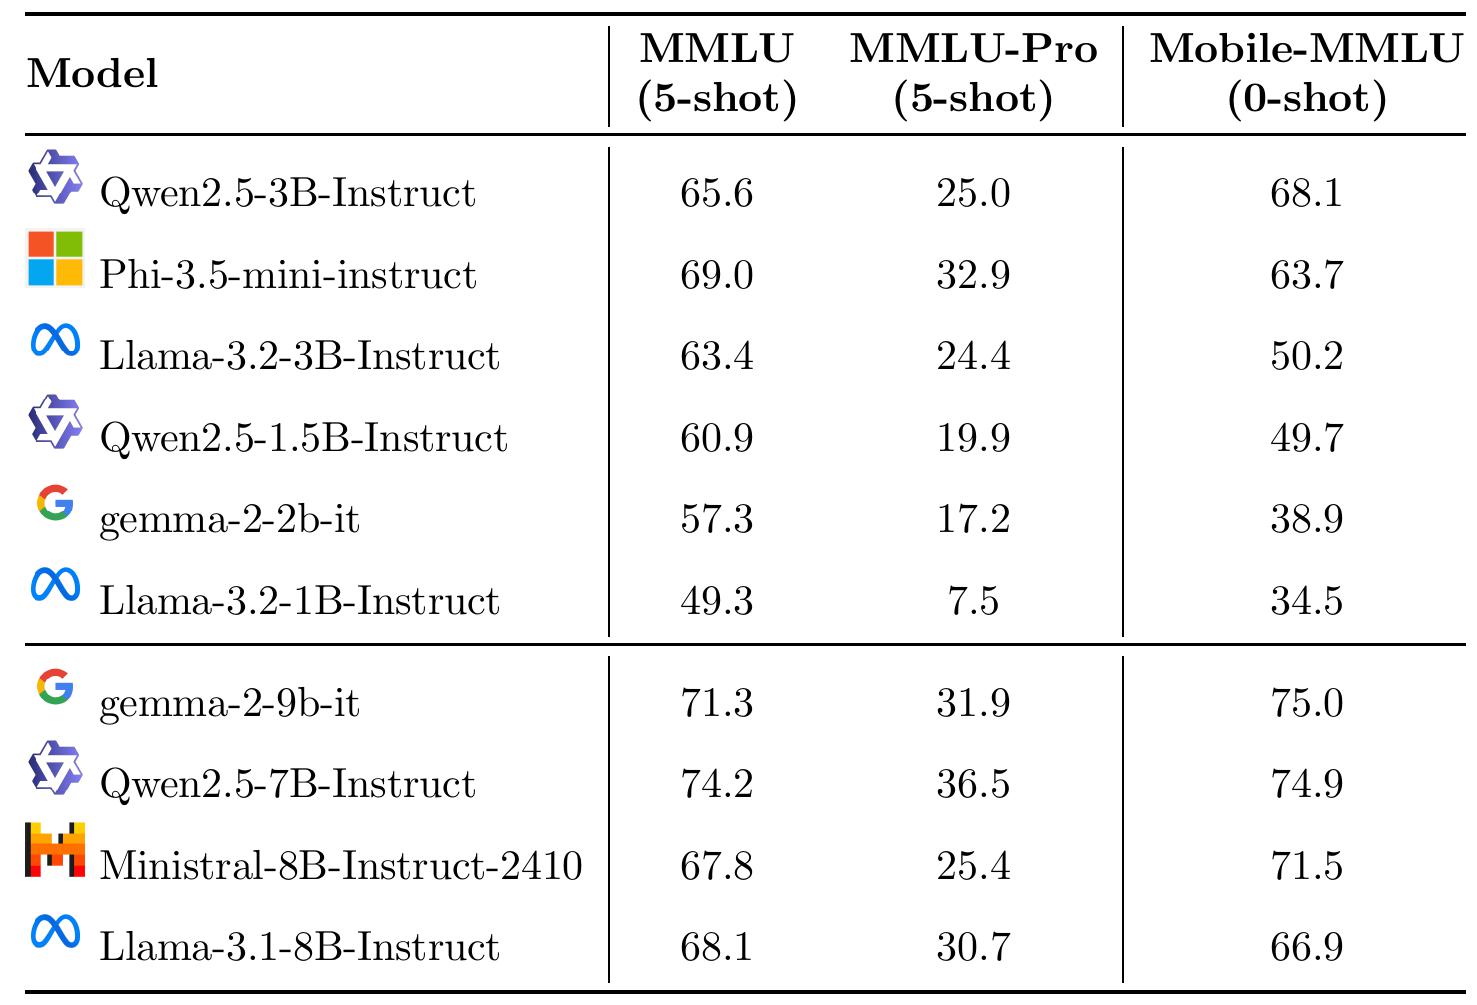 Model MMLU (5-shot) MMLU-Pro (5-shot) Mobile-MMLU (0-shot)
Qwen2.5-3B-Instruct 65.6 25.0 68.1
Phi-3.5-mini-instruct 69.0 32.9 63.7
Llama-3.2-3B-Instruct 63.4 24.4 50.2
Qwen2.5-1.5B-Instruct 60.9 19.9 49.7
gemma-2-2b-it 57.3 17.2 38.9
Llama-3.2-1B-Instruct 49.3 7.5 34.5
gemma-2-9b-it 71.3 31.9 75.0
Qwen2.5-7B-Instruct 74.2 36.5 74.9
Ministral-8B-Instruct-2410 67.8 25.4 71.5
Llama-3.1-8B-Instruct 68.1 30.7 66.9